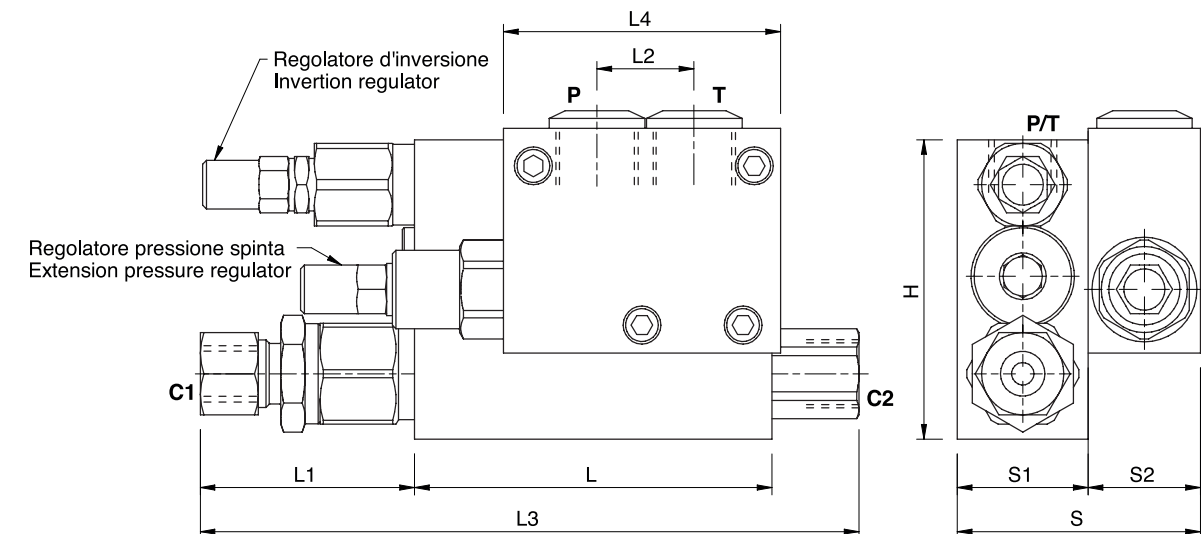 L4
Regolatore d'inversione
Invertion regulator
L2
P
T
P/T
Regolatore pressione spinta
Extension pressure regulator
H
C1
C2
L1
L
S1
S2
L3
S